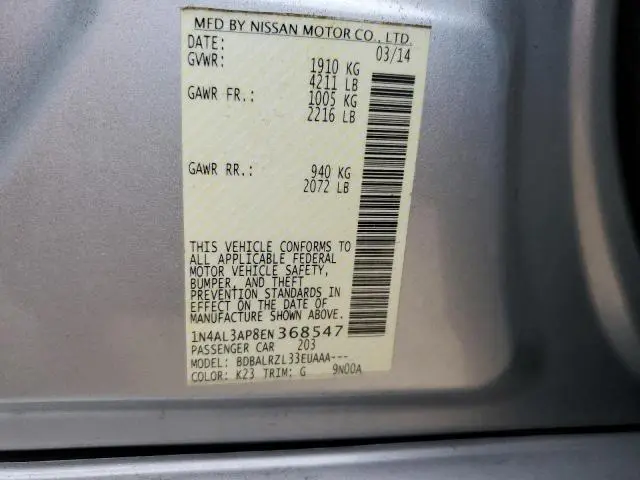 MFD BY NISSAN MOTOR CO., LTD.
DATE: 03/14
GVWR: 1910 KG
4211 LB
GAWR FR.: 1005 KG
2216 LB
GAWR RR.: 940 KG
2072 LB
THIS VEHICLE CONFORMS TO
ALL APPLICABLE FEDERAL
MOTOR VEHICLE SAFETY,
BUMPER, AND THEFT
PREVENTION STANDARDS IN
EFFECT ON THE DATE OF
MANUFACTURE SHOWN ABOVE.
1N4AL3AP8EN368547
PASSENGER CAR 203
MODEL: BDBALRZL33EUAAA---
COLOR: K23 TRIM: G 9N00A